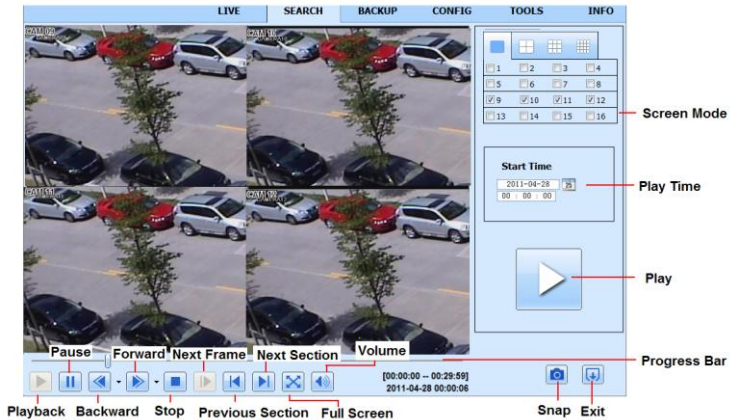 LIVE SEARCH BACKUP CONFIG TOOLS INFO
CAM 09 CAM 10
CAM 11 CAM 12
1 2 3 4
5 6 7 8
9 10 11 12
13 14 15 16
Screen Mode
Start Time
2011-04-28
00 : 00 : 00
Play Time
Play
Pause Forward Next Frame Next Section Volume
Progress Bar
[00:00:00 -- 00:29:59]
2011-04-28 00:00:06
Playback Backward Stop Previous Section Full Screen Snap Exit